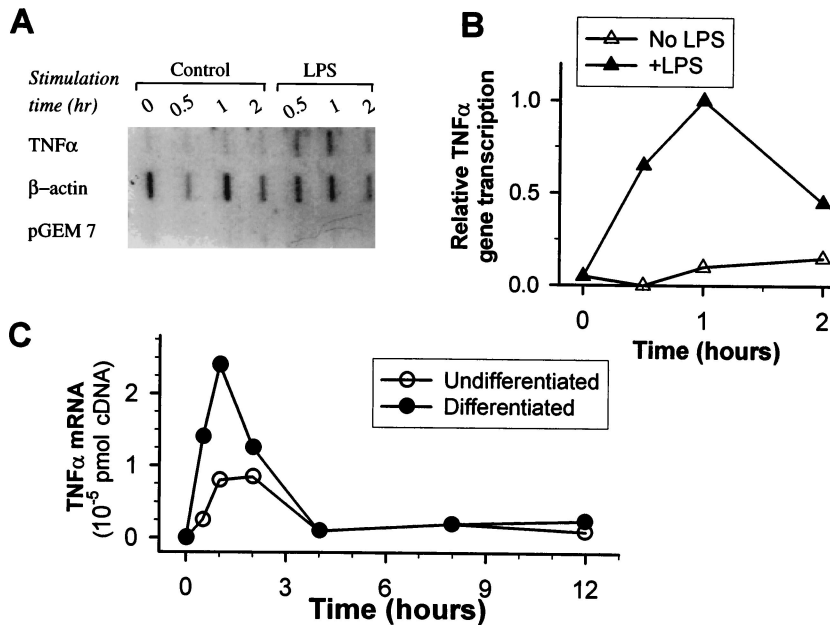 A
Control LPS
Stimulation
time (hr) 0 0.5 1 2 0.5 1 2
TNFα
β–actin
pGEM 7
B
No LPS
+LPS
Relative TNFα
gene transcription
1.0
0.5
0.0
0 1 2
Time (hours)
C
Undifferentiated
Differentiated
TNFα mRNA
(10⁻⁵ pmol cDNA)
2
1
0
0 3 6 9 12
Time (hours)